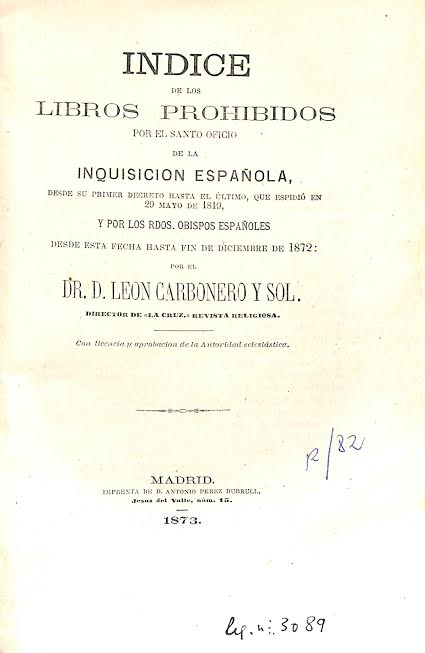 INDICE
DE LOS
LIBROS PROHIBIDOS
POR EL SANTO OFICIO
DE LA
INQUISICION ESPAÑOLA,
DESDE SU PRIMER DECRETO HASTA EL ÚLTIMO, QUE ESPIDIÓ EN
29 MAYO DE 1819,
Y POR LOS RDOS. OBISPOS ESPAÑOLES
DESDE ESTA FECHA HASTA FIN DE DICIEMBRE DE 1872:
POR EL
DR. D. LEON CARBONERO Y SOL.
DIRECTOR DE «LA CRUZ,» REVISTA RELIGIOSA.
Con licencia y aprobacion de la Autoridad eclesiástica.
R/82
MADRID.
IMPRENTA DE D. ANTONIO PEREZ DUBRULL,
Jesus del Valle, núm. 15.
1873.
3089